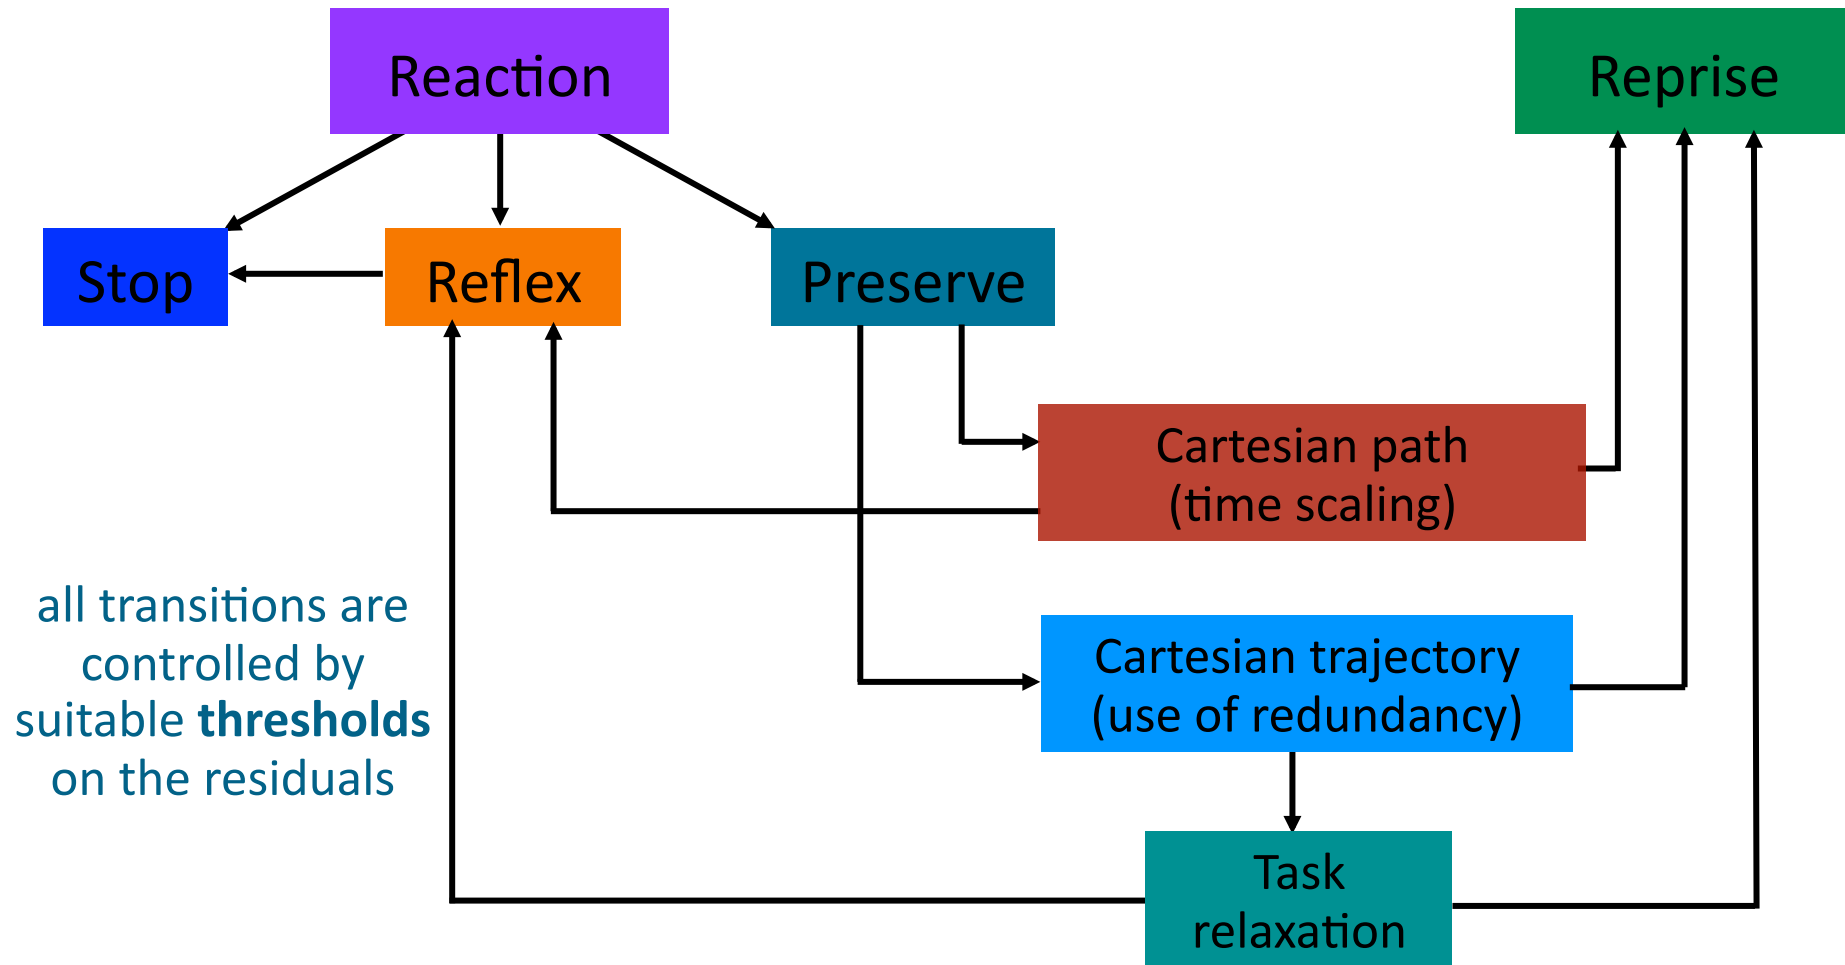 Reaction
Reprise
Stop
Reflex
Preserve
Cartesian path
(time scaling)
all transitions are
controlled by
suitable thresholds
on the residuals
Cartesian trajectory
(use of redundancy)
Task
relaxation